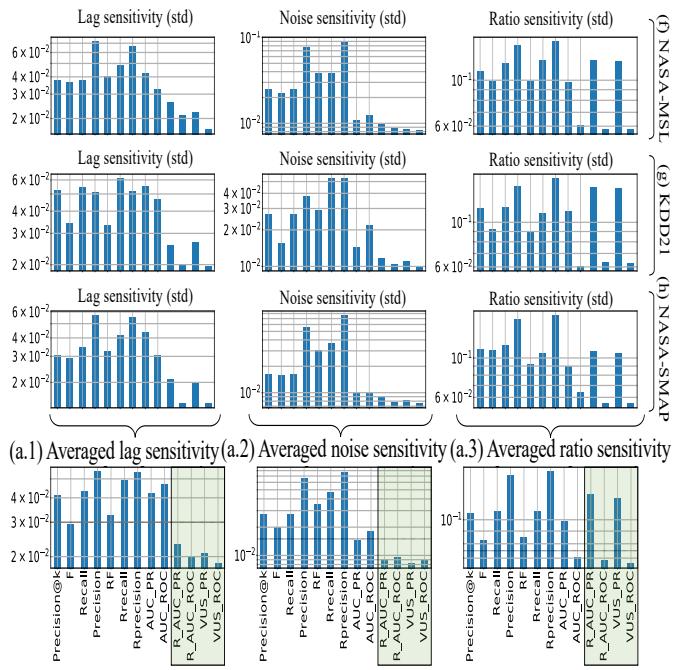 Lag sensitivity (std)
Noise sensitivity (std)
Ratio sensitivity (std)
6 × 10⁻²
4 × 10⁻²
3 × 10⁻²
2 × 10⁻²
10⁻¹
10⁻²
10⁻¹
6 × 10⁻²
(f) NASA-MSL
Lag sensitivity (std)
Noise sensitivity (std)
Ratio sensitivity (std)
6 × 10⁻²
4 × 10⁻²
3 × 10⁻²
2 × 10⁻²
4 × 10⁻²
3 × 10⁻²
2 × 10⁻²
10⁻²
10⁻¹
6 × 10⁻²
(g) KDD21
Lag sensitivity (std)
Noise sensitivity (std)
Ratio sensitivity (std)
6 × 10⁻²
4 × 10⁻²
3 × 10⁻²
2 × 10⁻²
10⁻²
10⁻¹
6 × 10⁻²
(h) NASA-SMAP
(a.1) Averaged lag sensitivity
(a.2) Averaged noise sensitivity
(a.3) Averaged ratio sensitivity
4 × 10⁻²
3 × 10⁻²
2 × 10⁻²
10⁻²
10⁻¹
Precision@k
F
Recall
Precision
RF
Rrecall
Rprecision
AUC_PR
AUC_ROC
R_AUC_PR
R_AUC_ROC
VUS_PR
VUS_ROC
Precision@k
F
Recall
Precision
RF
Rrecall
Rprecision
AUC_PR
AUC_ROC
R_AUC_PR
R_AUC_ROC
VUS_PR
VUS_ROC
Precision@k
F
Recall
Precision
RF
Rrecall
Rprecision
AUC_PR
AUC_ROC
R_AUC_PR
R_AUC_ROC
VUS_PR
VUS_ROC